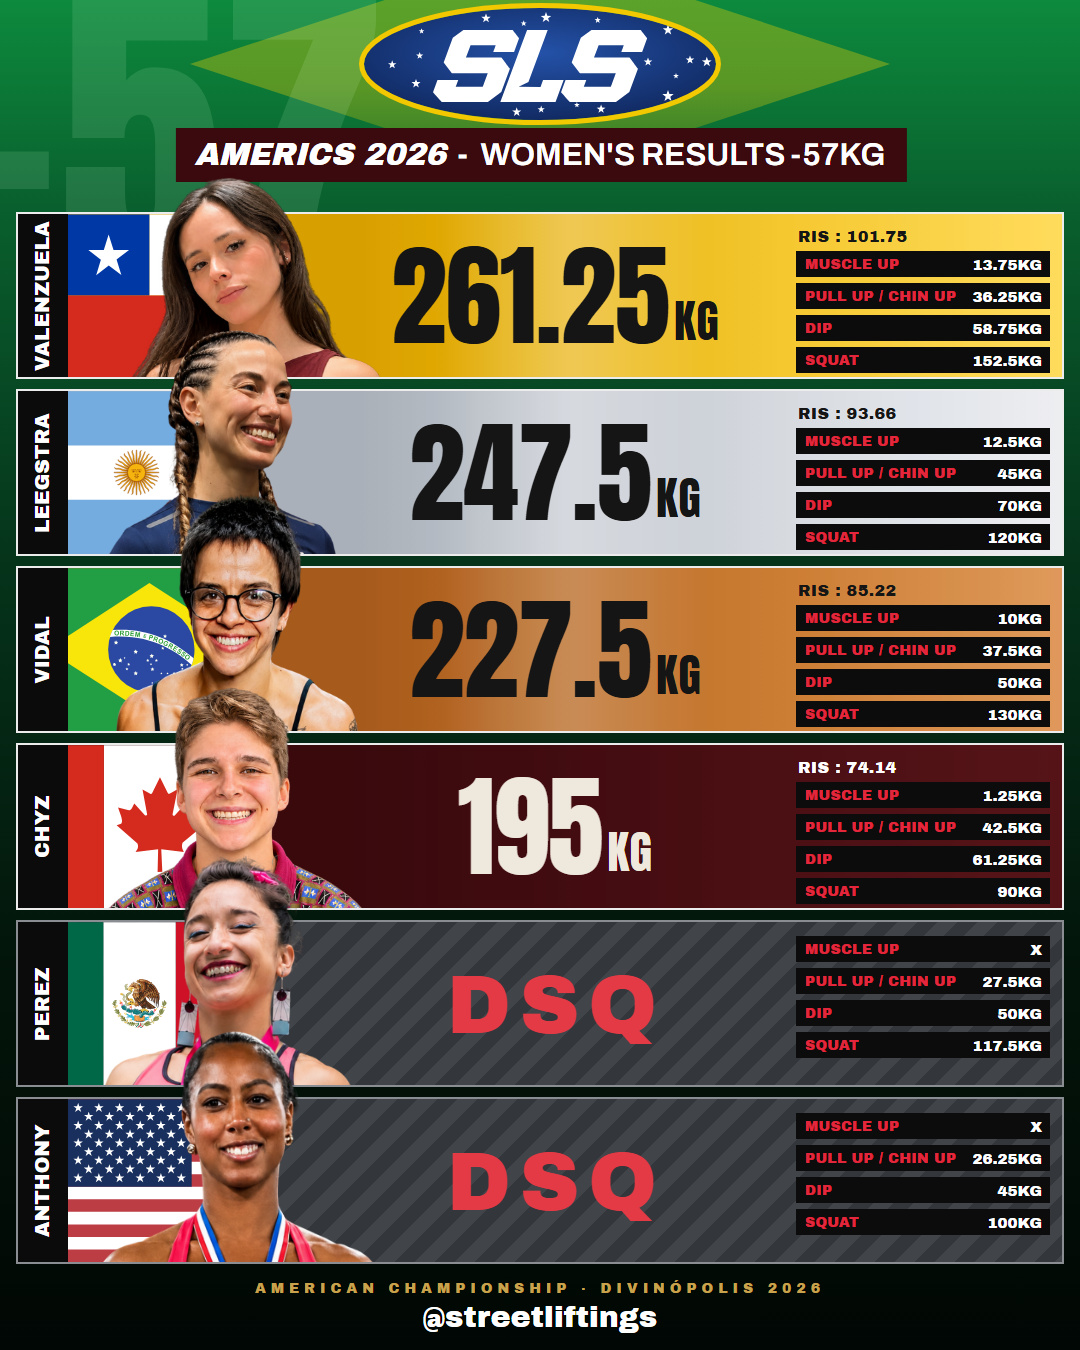 -57
SLS
AMERICS 2026 - WOMEN'S RESULTS -57KG
VALENZUELA
261.25KG
RIS : 101.75
MUSCLE UP 13.75KG
PULL UP / CHIN UP 36.25KG
DIP 58.75KG
SQUAT 152.5KG
LEEGSTRA
247.5KG
RIS : 93.66
MUSCLE UP 12.5KG
PULL UP / CHIN UP 45KG
DIP 70KG
SQUAT 120KG
VIDAL
ORDEM E PROGRESSO
227.5KG
RIS : 85.22
MUSCLE UP 10KG
PULL UP / CHIN UP 37.5KG
DIP 50KG
SQUAT 130KG
CHYZ
195KG
RIS : 74.14
MUSCLE UP 1.25KG
PULL UP / CHIN UP 42.5KG
DIP 61.25KG
SQUAT 90KG
PEREZ
DSQ
MUSCLE UP X
PULL UP / CHIN UP 27.5KG
DIP 50KG
SQUAT 117.5KG
ANTHONY
DSQ
MUSCLE UP X
PULL UP / CHIN UP 26.25KG
DIP 45KG
SQUAT 100KG
AMERICAN CHAMPIONSHIP - DIVINÓPOLIS 2026
@streetliftings